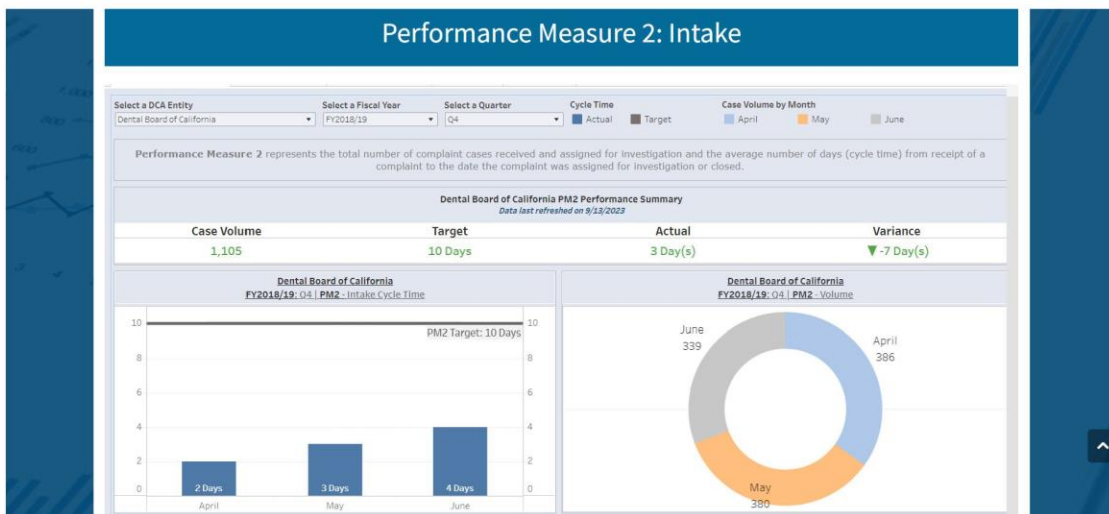 Performance Measure 2: Intake
Select a DCA Entity
Dental Board of California
Select a Fiscal Year
FY2018/19
Select a Quarter
Q4
Cycle Time
Actual
Target
Case Volume by Month
April
May
June
Performance Measure 2 represents the total number of complaint cases received and assigned for investigation and the average number of days (cycle time) from receipt of a
complaint to the date the complaint was assigned for investigation or closed.
Dental Board of California PM2 Performance Summary
Data last refreshed on 9/13/2023
Case Volume
Target
Actual
Variance
1,105
10 Days
3 Day(s)
▼ -7 Day(s)
Dental Board of California
FY2018/19: Q4 | PM2 - Intake Cycle Time
10
8
6
4
2
0
PM2 Target: 10 Days
2 Days
3 Days
4 Days
April
May
June
10
8
6
4
2
0
Dental Board of California
FY2018/19: Q4 | PM2 - Volume
June
339
April
386
May
380